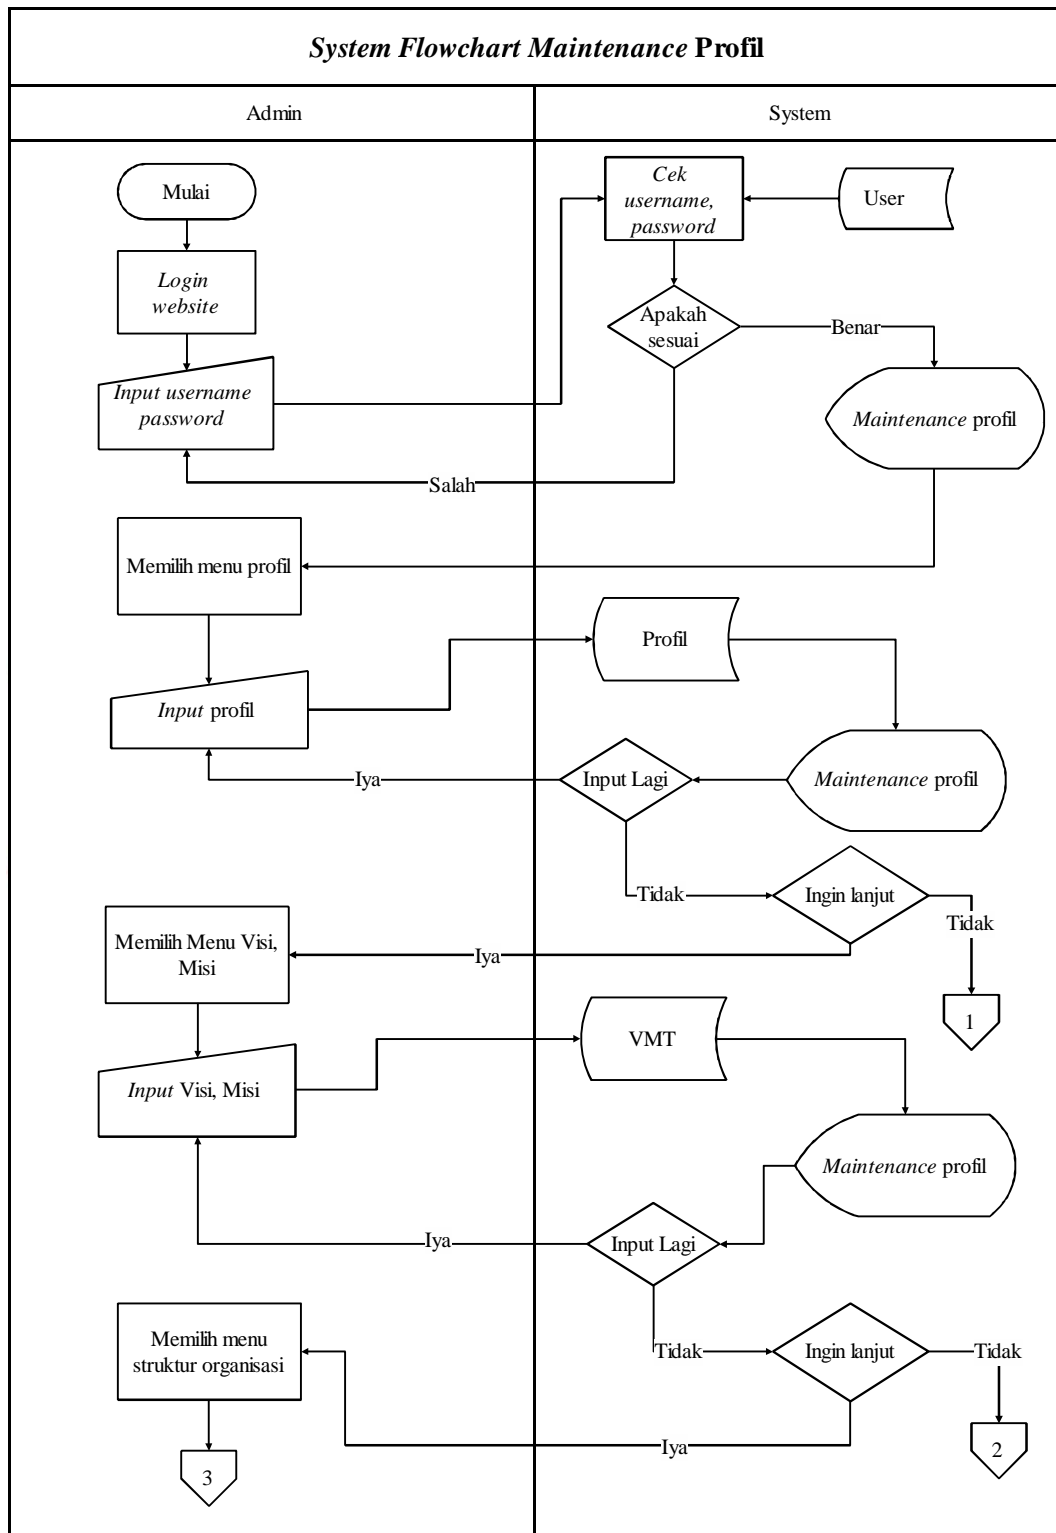 System Flowchart Maintenance Profil
Admin
System
Mulai
Cek
username,
password
User
Login
website
Apakah
sesuai
Benar
Input username
password
Maintenance profil
Salah
Memilih menu profil
Profil
Input profil
Iya
Input Lagi
Maintenance profil
Tidak
Ingin lanjut
Tidak
Memilih Menu Visi,
Misi
Iya
1
VMT
Input Visi, Misi
Maintenance profil
Iya
Input Lagi
Memilih menu
struktur organisasi
Tidak
Ingin lanjut
Tidak
Iya
2
3